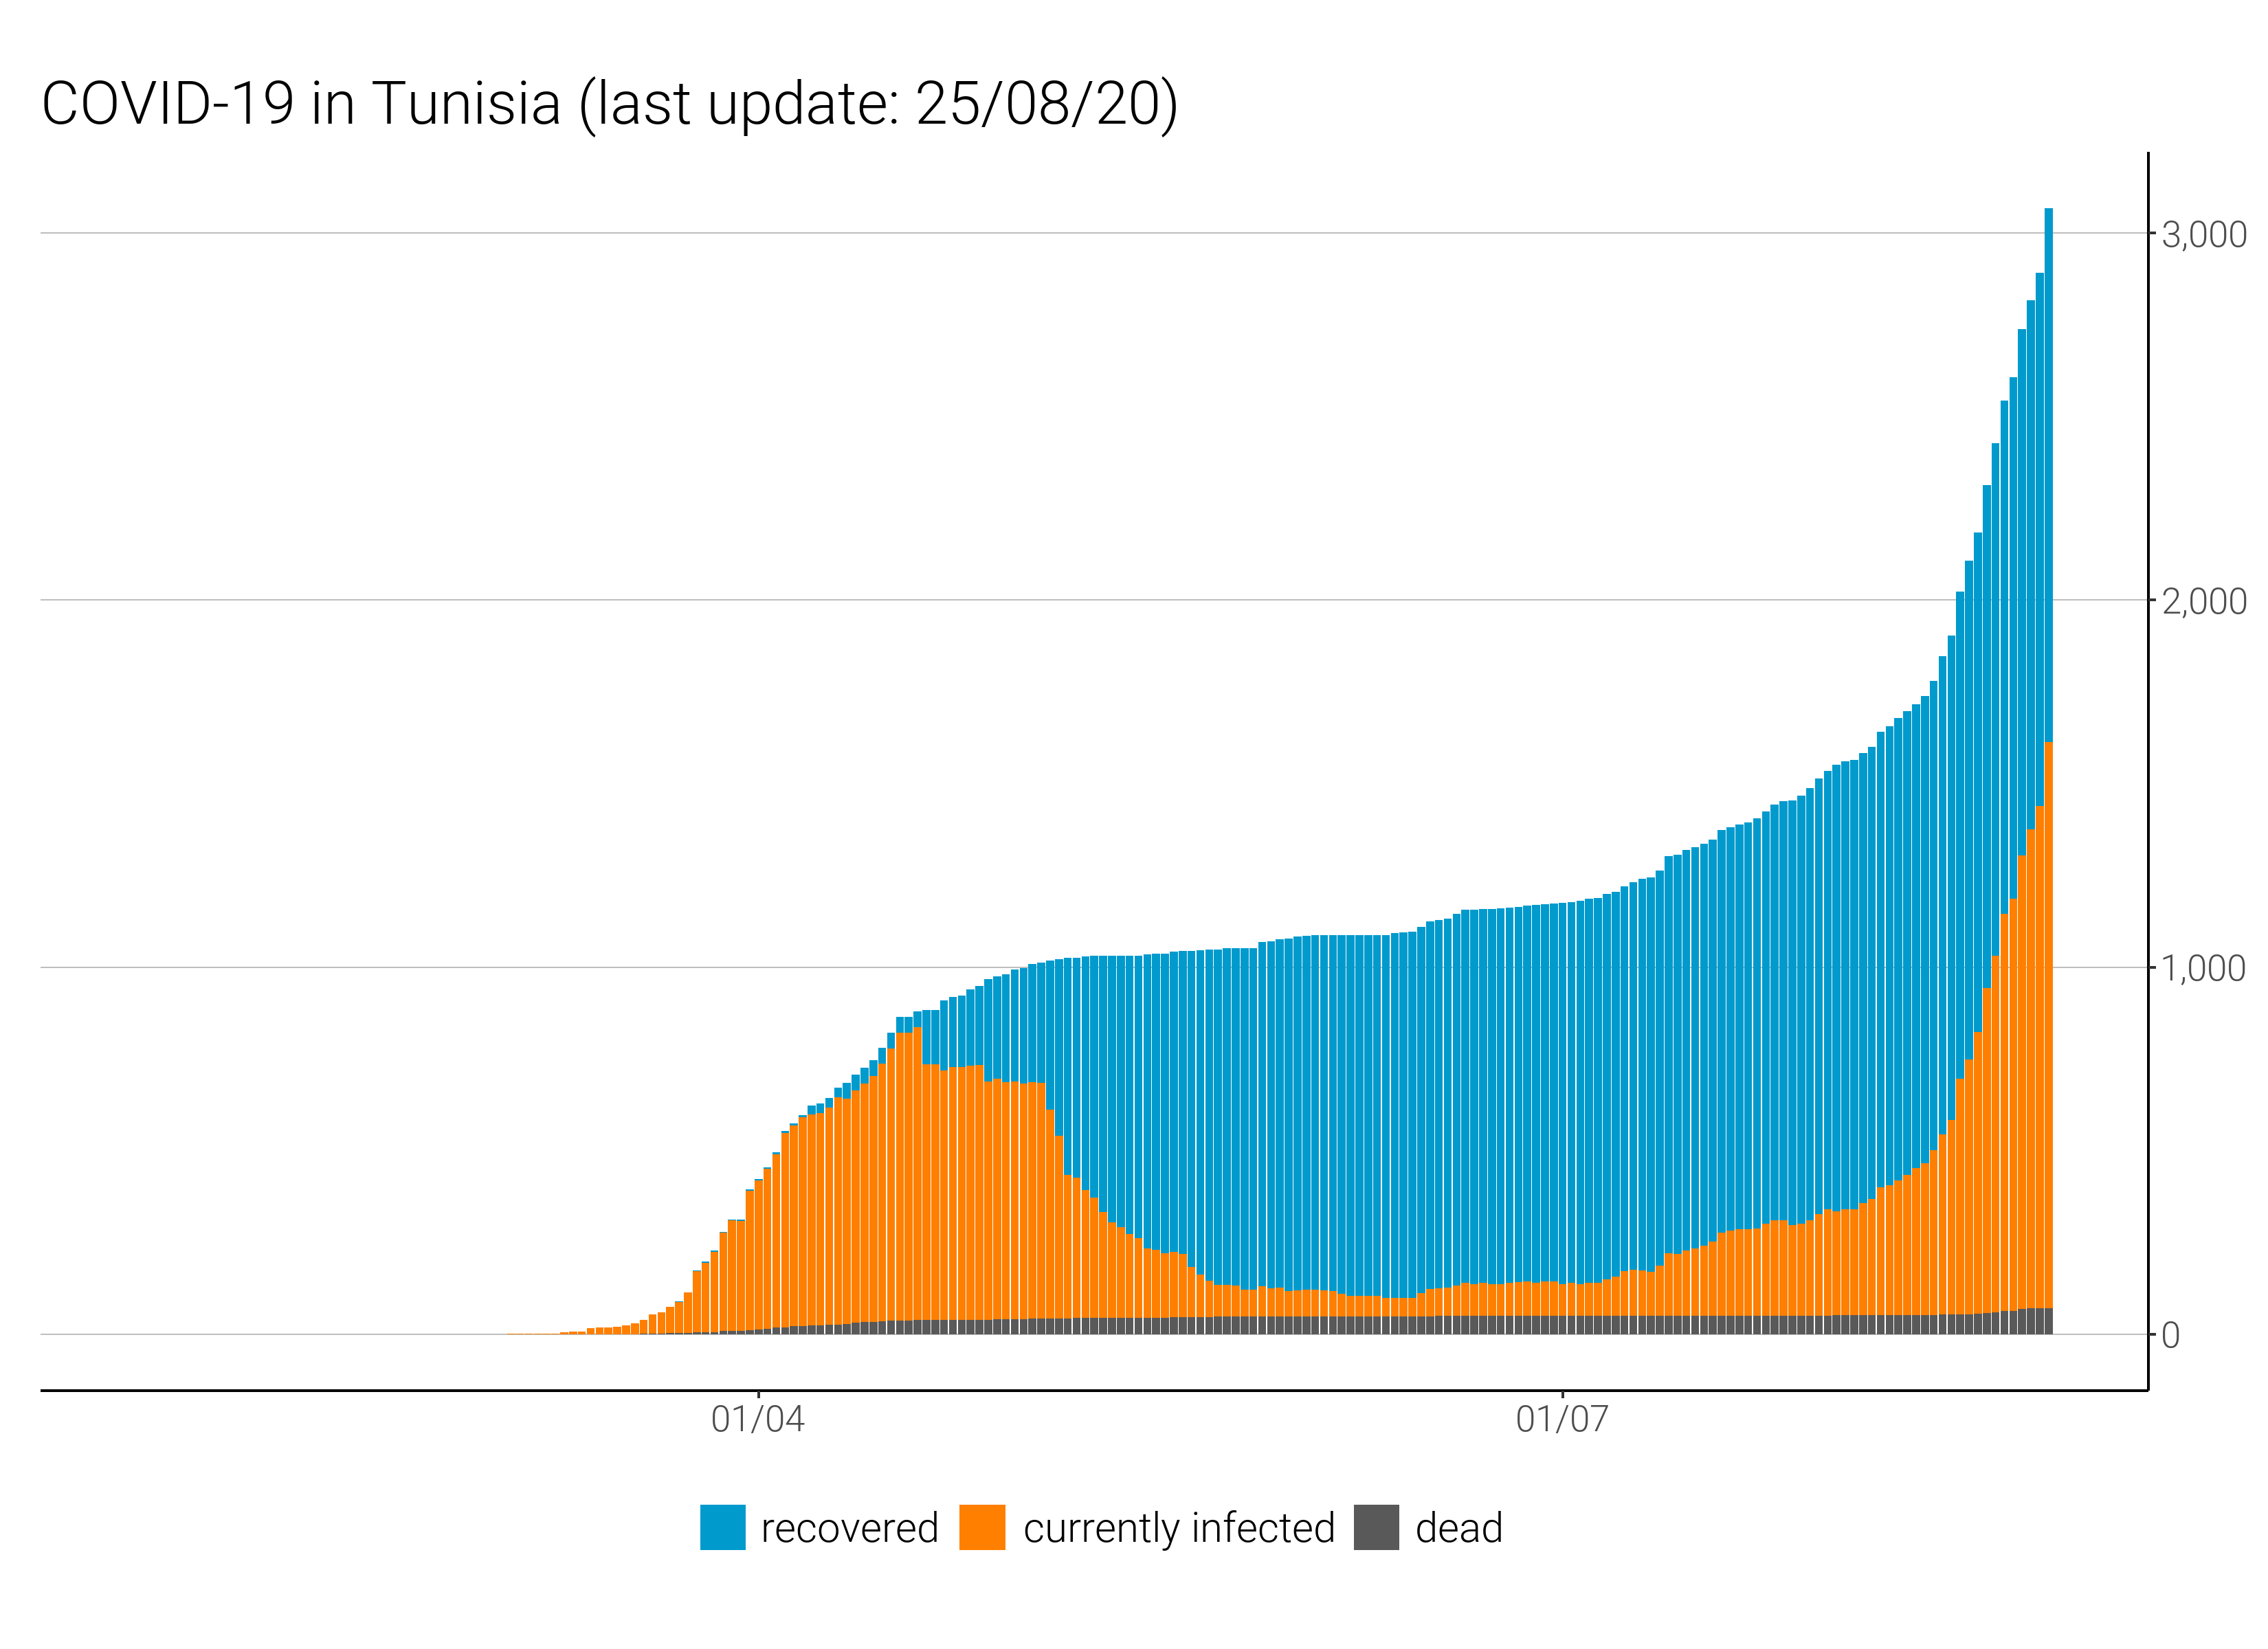 COVID-19 in Tunisia (last update: 25/08/20)
3,000
2,000
1,000
0
01/04 01/07
recovered currently infected dead